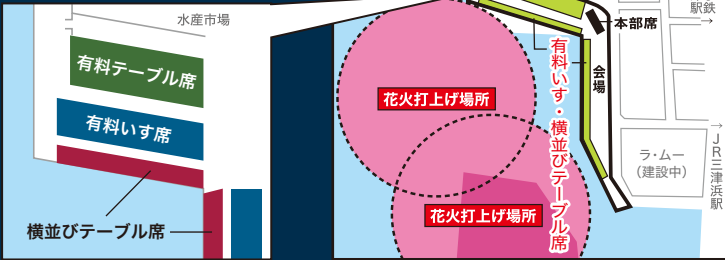 水産市場
有料テーブル席
有料いす席
横並びテーブル席
花火打上げ場所
花火打上げ場所
有料いす・横並びテーブル席
会場
本部席
駅鉄
→
ラ・ムー
（建設中）
→
JR三津浜駅